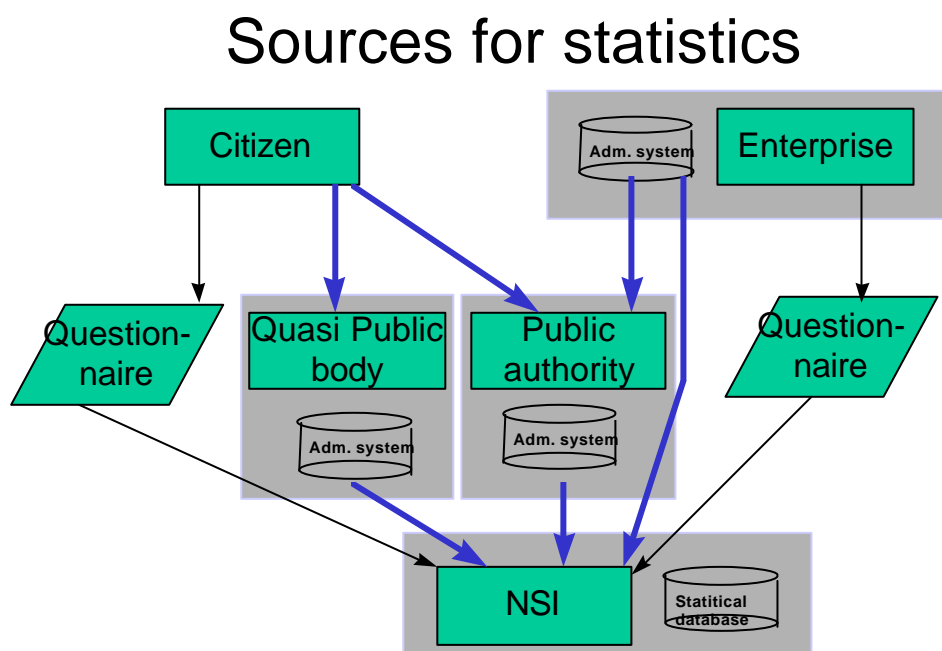 Sources for statistics
Citizen
Adm. system
Enterprise
Question-
naire
Quasi Public
body
Public
authority
Question-
naire
Adm. system
Adm. system
NSI
Statitical
database